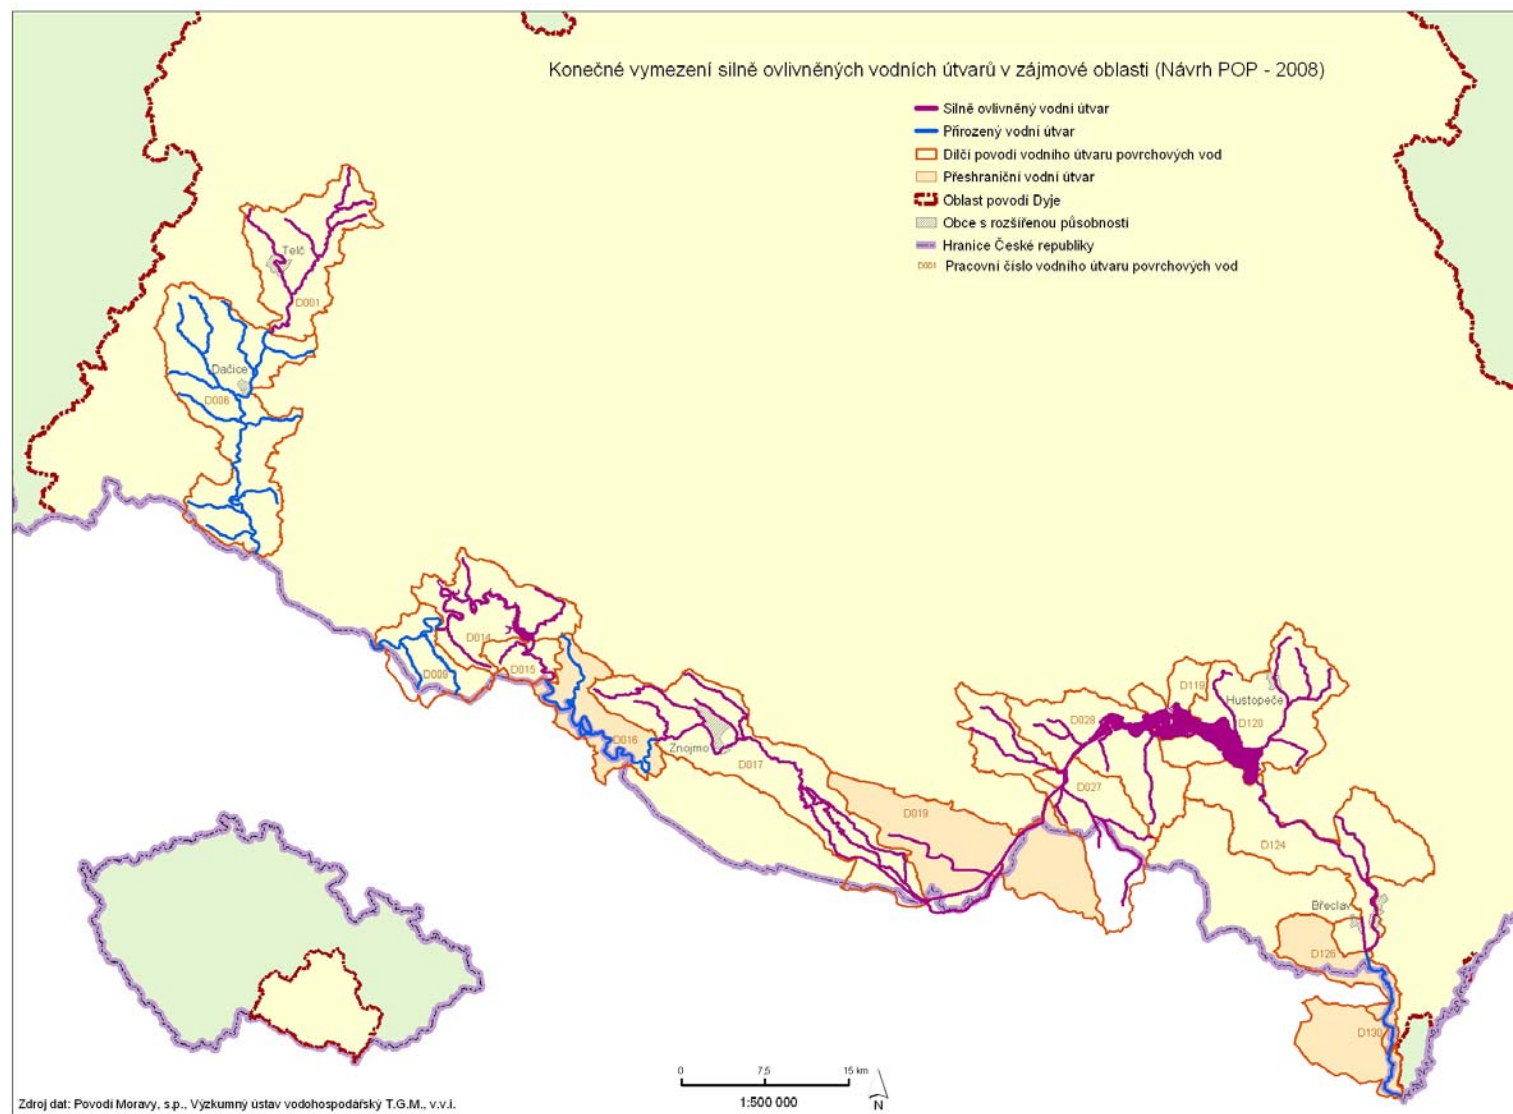 Konečné vymezení silně ovlivněných vodních útvarů v zájmové oblasti (Návrh POP - 2008)
Silně ovlivněný vodní útvar
Přirozený vodní útvar
Dílčí povodí vodního útvaru povrchových vod
Přeshraniční vodní útvar
Oblast povodí Dyje
Obce s rozšířenou působností
Hranice České republiky
D001 Pracovní číslo vodního útvaru povrchových vod
Telč
D001
Dačice
D006
D014
D015
D009
D016
Znojmo
D017
D019
D028
D027
D119
Hustopeče
D120
D124
Břeclav
D126
D130
0 7,5 15 km
1:500 000
N
Zdroj dat: Povodí Moravy, s.p., Výzkumný ústav vodohospodářský T.G.M., v.v.i.